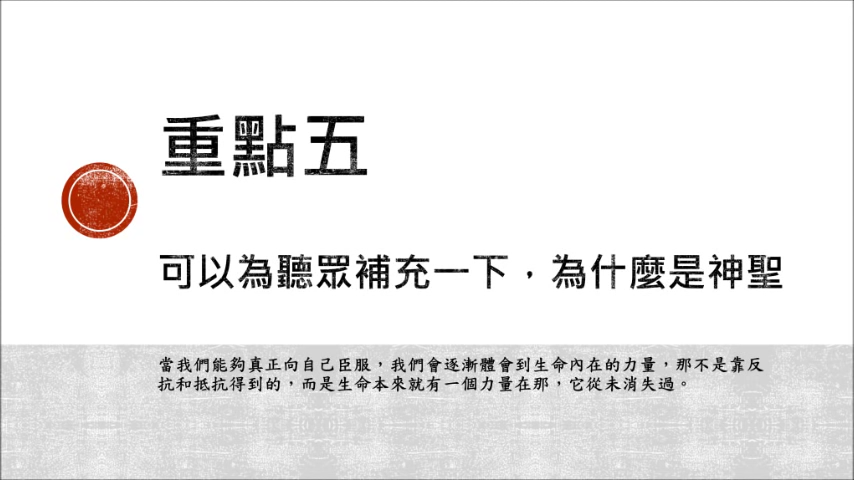 重點五
可以為聽眾補充一下，為什麼是神聖
當我們能夠真正向自己臣服，我們會逐漸體會到生命內在的力量，那不是靠反
抗和抵抗得到的，而是生命本來就有一個力量在那，它從未消失過。